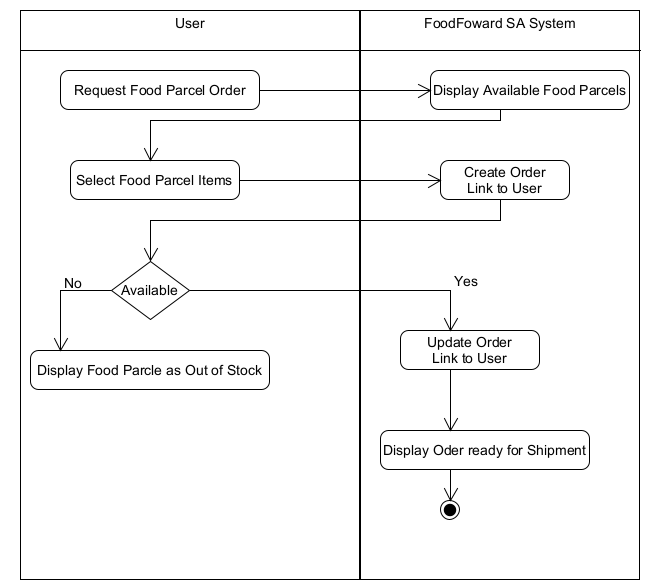 User
FoodFoward SA System
Request Food Parcel Order
Display Available Food Parcels
Select Food Parcel Items
Create Order
Link to User
No
Available
Yes
Update Order
Link to User
Display Food Parcle as Out of Stock
Display Oder ready for Shipment